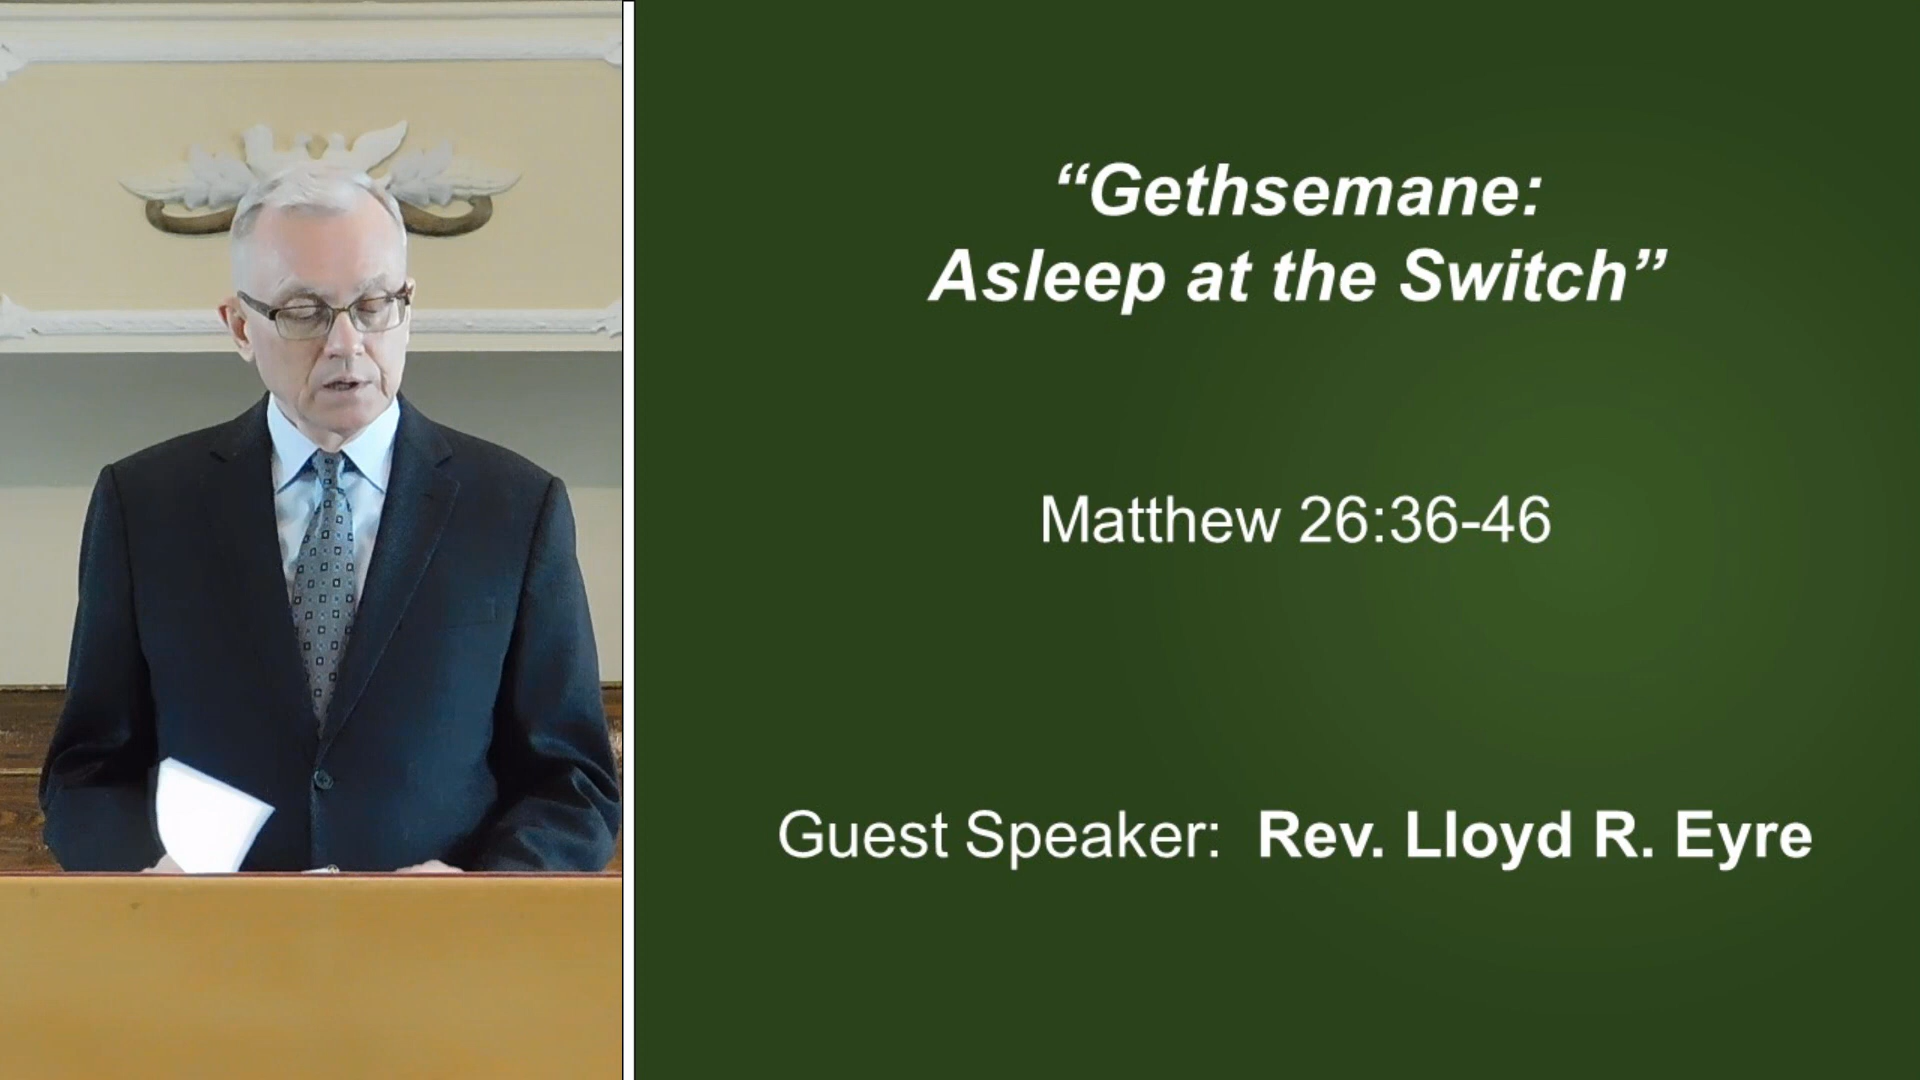 “Gethsemane:
Asleep at the Switch”
Matthew 26:36-46
Guest Speaker: Rev. Lloyd R. Eyre